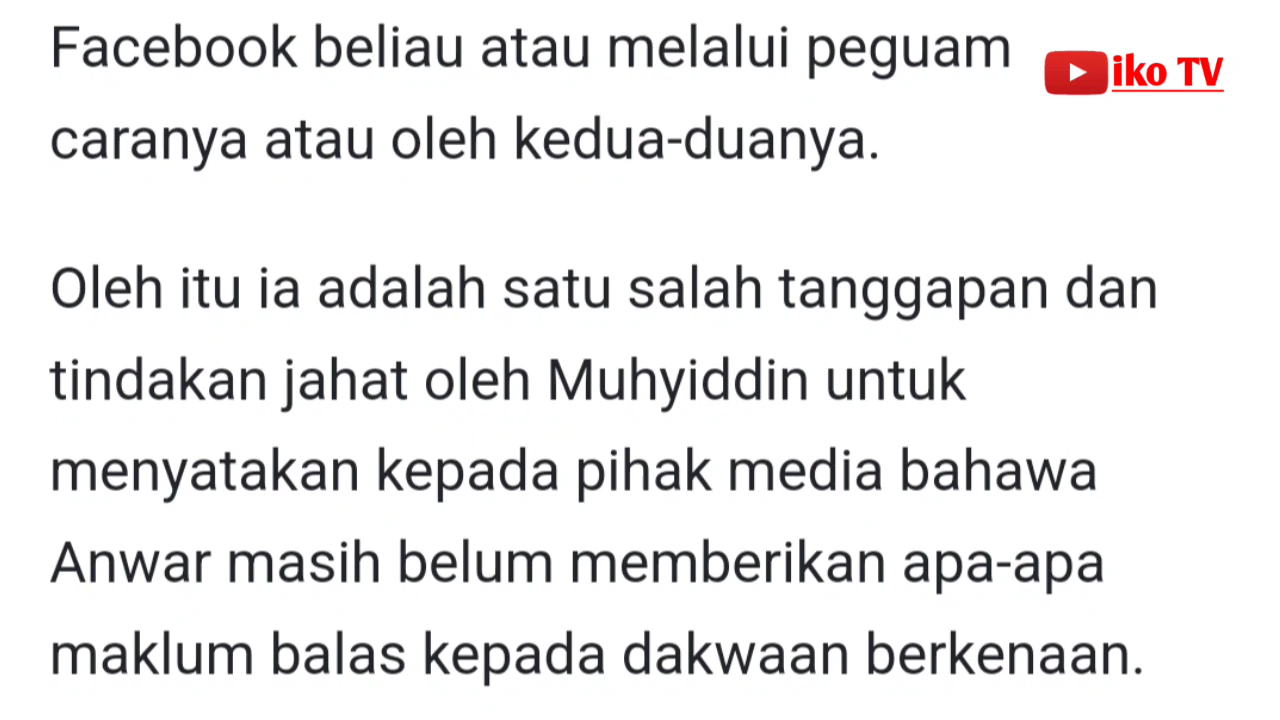 Facebook beliau atau melalui peguam
iko TV
caranya atau oleh kedua-duanya.
Oleh itu ia adalah satu salah tanggapan dan
tindakan jahat oleh Muhyiddin untuk
menyatakan kepada pihak media bahawa
Anwar masih belum memberikan apa-apa
maklum balas kepada dakwaan berkenaan.